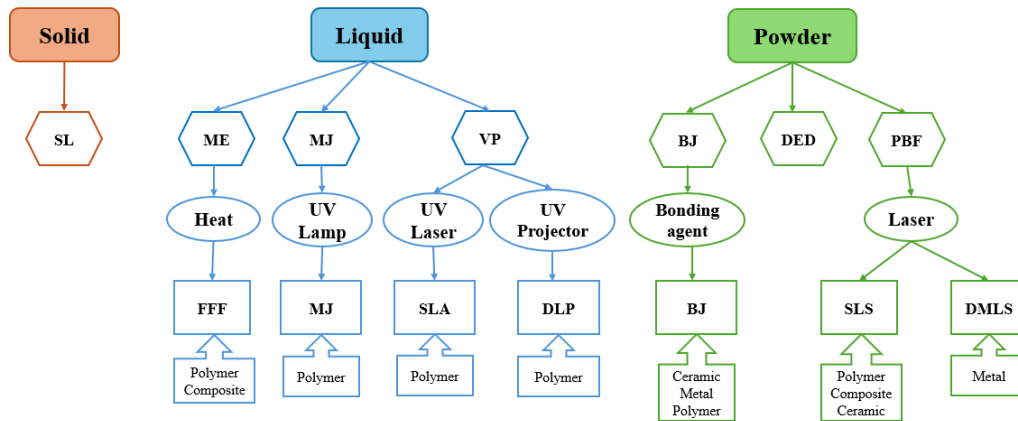 Solid
Liquid
Powder
SL
ME
MJ
VP
BJ
DED
PBF
Heat
UV
Lamp
UV
Laser
UV
Projector
Bonding
agent
Laser
FFF
MJ
SLA
DLP
BJ
SLS
DMLS
Polymer
Composite
Polymer
Polymer
Polymer
Ceramic
Metal
Polymer
Polymer
Composite
Ceramic
Metal